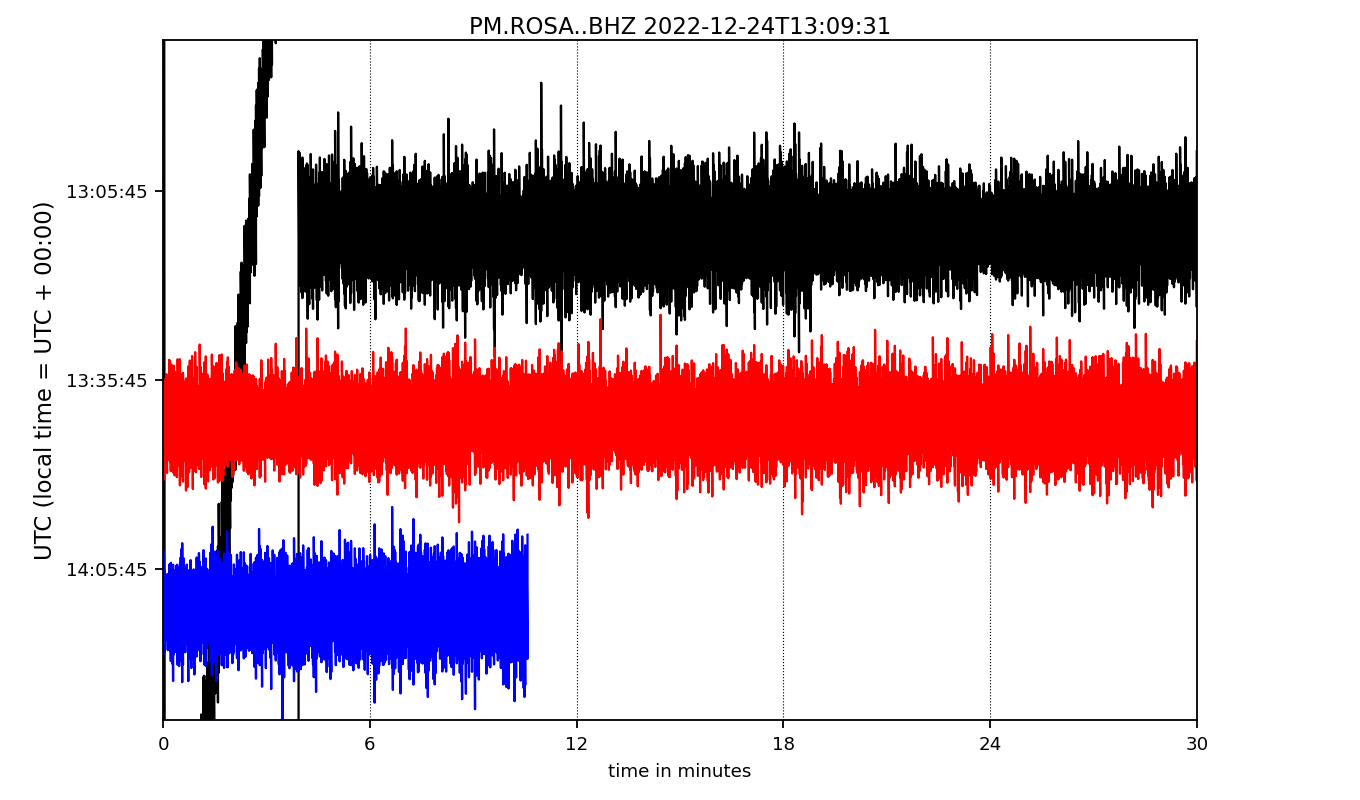 PM.ROSA..BHZ 2022-12-24T13:09:31
UTC (local time = UTC + 00:00)
13:05:45
13:35:45
14:05:45
0 6 12 18 24 30
time in minutes